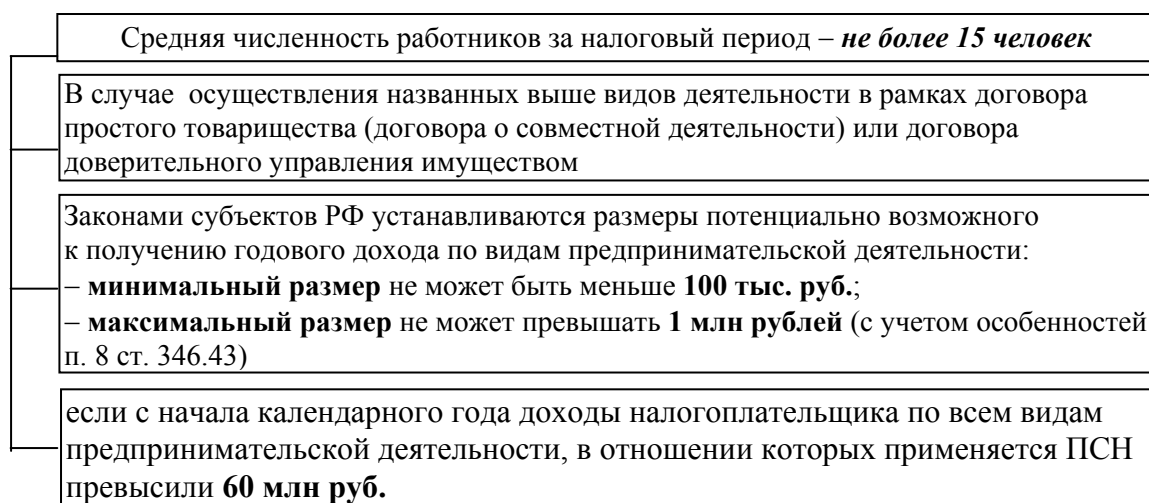 Средняя численность работников за налоговый период – не более 15 человек
В случае осуществления названных выше видов деятельности в рамках договора
простого товарищества (договора о совместной деятельности) или договора
доверительного управления имуществом
Законами субъектов РФ устанавливаются размеры потенциально возможного
к получению годового дохода по видам предпринимательской деятельности:
– минимальный размер не может быть меньше 100 тыс. руб.;
– максимальный размер не может превышать 1 млн рублей (с учетом особенностей
п. 8 ст. 346.43)
если с начала календарного года доходы налогоплательщика по всем видам
предпринимательской деятельности, в отношении которых применяется ПСН
превысили 60 млн руб.